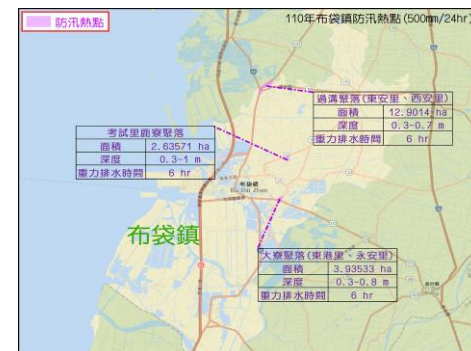 防汛熱點
110年布袋鎮防汛熱點(500mm/24hr)
過溝聚落(東安里、西安里)
面積 12.9014 ha
深度 0.3-0.7 m
重力排水時間 6 hr
考試里鹿寮聚落
面積 2.63571 ha
深度 0.3-1 m
重力排水時間 6 hr
布袋鎮
Bu Dai Zhen
布袋鎮
大寮聚落(東港里、永安里)
面積 3.93533 ha
深度 0.3-0.8 m
重力排水時間 6 hr